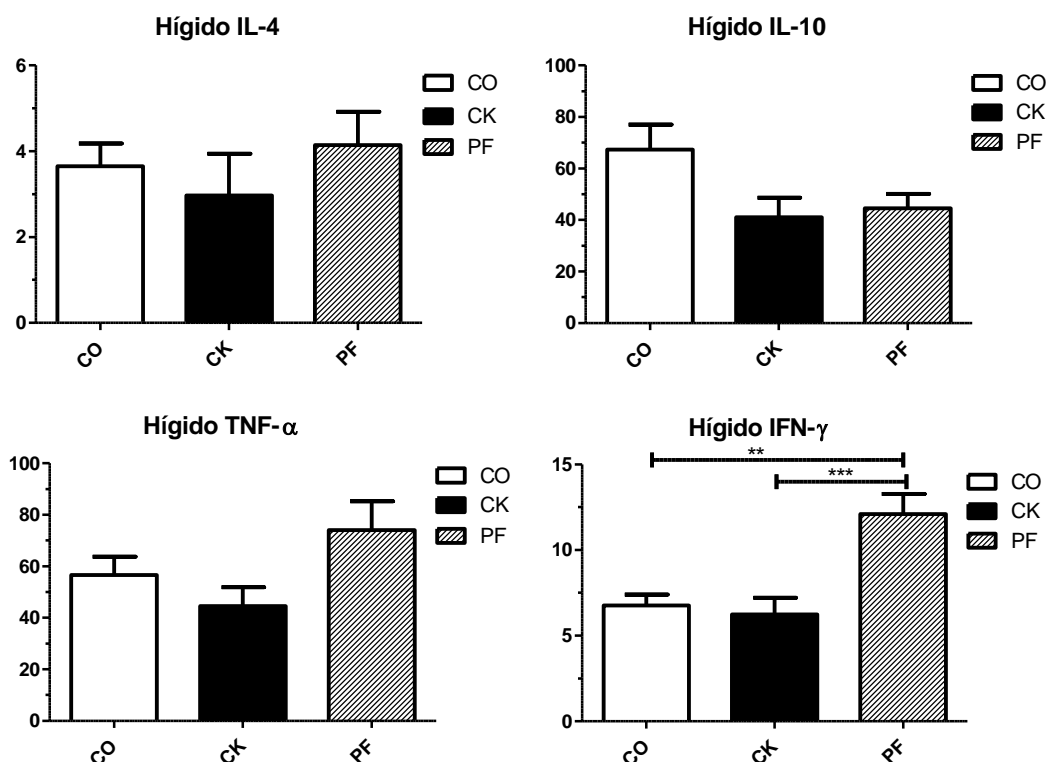 Hígido IL-4
6
4
2
0
CO
CK
PF
CO
CK
PF
Hígido IL-10
100
80
60
40
20
0
CO
CK
PF
CO
CK
PF
Hígido TNF-α
100
80
60
40
20
0
CO
CK
PF
CO
CK
PF
Hígido IFN-γ
**
***
15
10
5
0
CO
CK
PF
CO
CK
PF